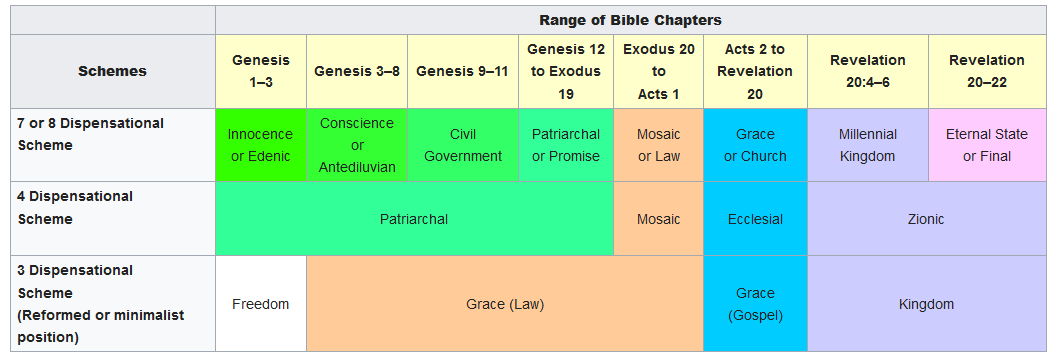 Range of Bible Chapters
Schemes
Genesis
1–3
Genesis 3–8
Genesis 9–11
Genesis 12
to Exodus
19
Exodus 20
to
Acts 1
Acts 2 to
Revelation
20
Revelation
20:4–6
Revelation
20–22
7 or 8 Dispensational
Scheme
Innocence
or Edenic
Conscience
or
Antediluvian
Civil
Government
Patriarchal
or Promise
Mosaic
or Law
Grace
or Church
Millennial
Kingdom
Eternal State
or Final
4 Dispensational
Scheme
Patriarchal
Mosaic
Ecclesial
Zionic
3 Dispensational
Scheme
(Reformed or minimalist
position)
Freedom
Grace (Law)
Grace
(Gospel)
Kingdom